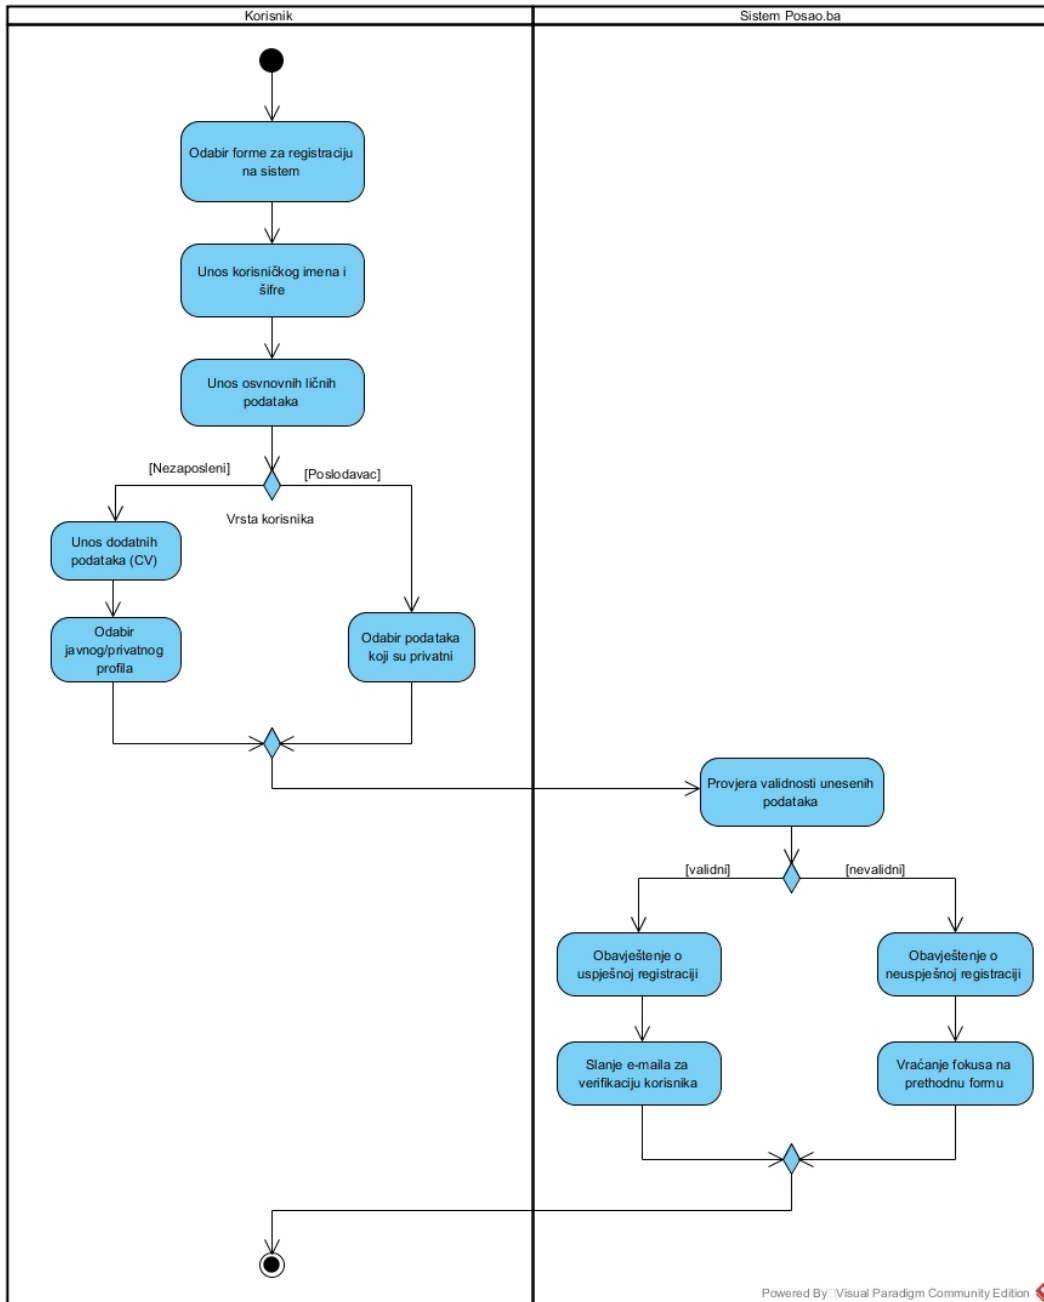 Korisnik
Sistem Posao.ba
Odabir forme za registraciju
na sistem
Unos korisničkog imena i
šifre
Unos osvnovnih ličnih
podataka
[Nezaposleni]
[Poslodavac]
Vrsta korisnika
Unos dodatnih
podataka (CV)
Odabir
javnog/privatnog
profila
Odabir podataka
koji su privatni
Provjera validnosti unesenih
podataka
[validni]
[nevalidni]
Obavještenje o
uspješnoj registraciji
Obavještenje o
neuspješnoj registraciji
Slanje e-maila za
verifikaciju korisnika
Vraćanje fokusa na
prethodnu formu
Powered By Visual Paradigm Community Edition